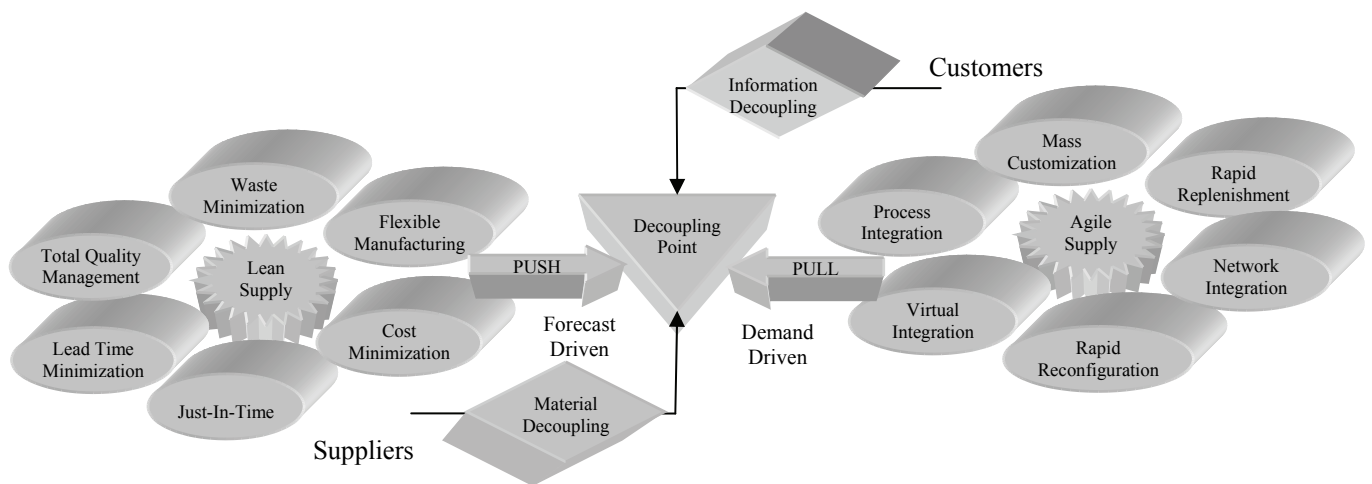 Customers
Information
Decoupling
Waste
Minimization
Flexible
Manufacturing
Total Quality
Management
Lean
Supply
Lead Time
Minimization
Cost
Minimization
Just-In-Time
PUSH
Forecast
Driven
Decoupling
Point
PULL
Demand
Driven
Material
Decoupling
Suppliers
Mass
Customization
Rapid
Replenishment
Process
Integration
Agile
Supply
Network
Integration
Virtual
Integration
Rapid
Reconfiguration